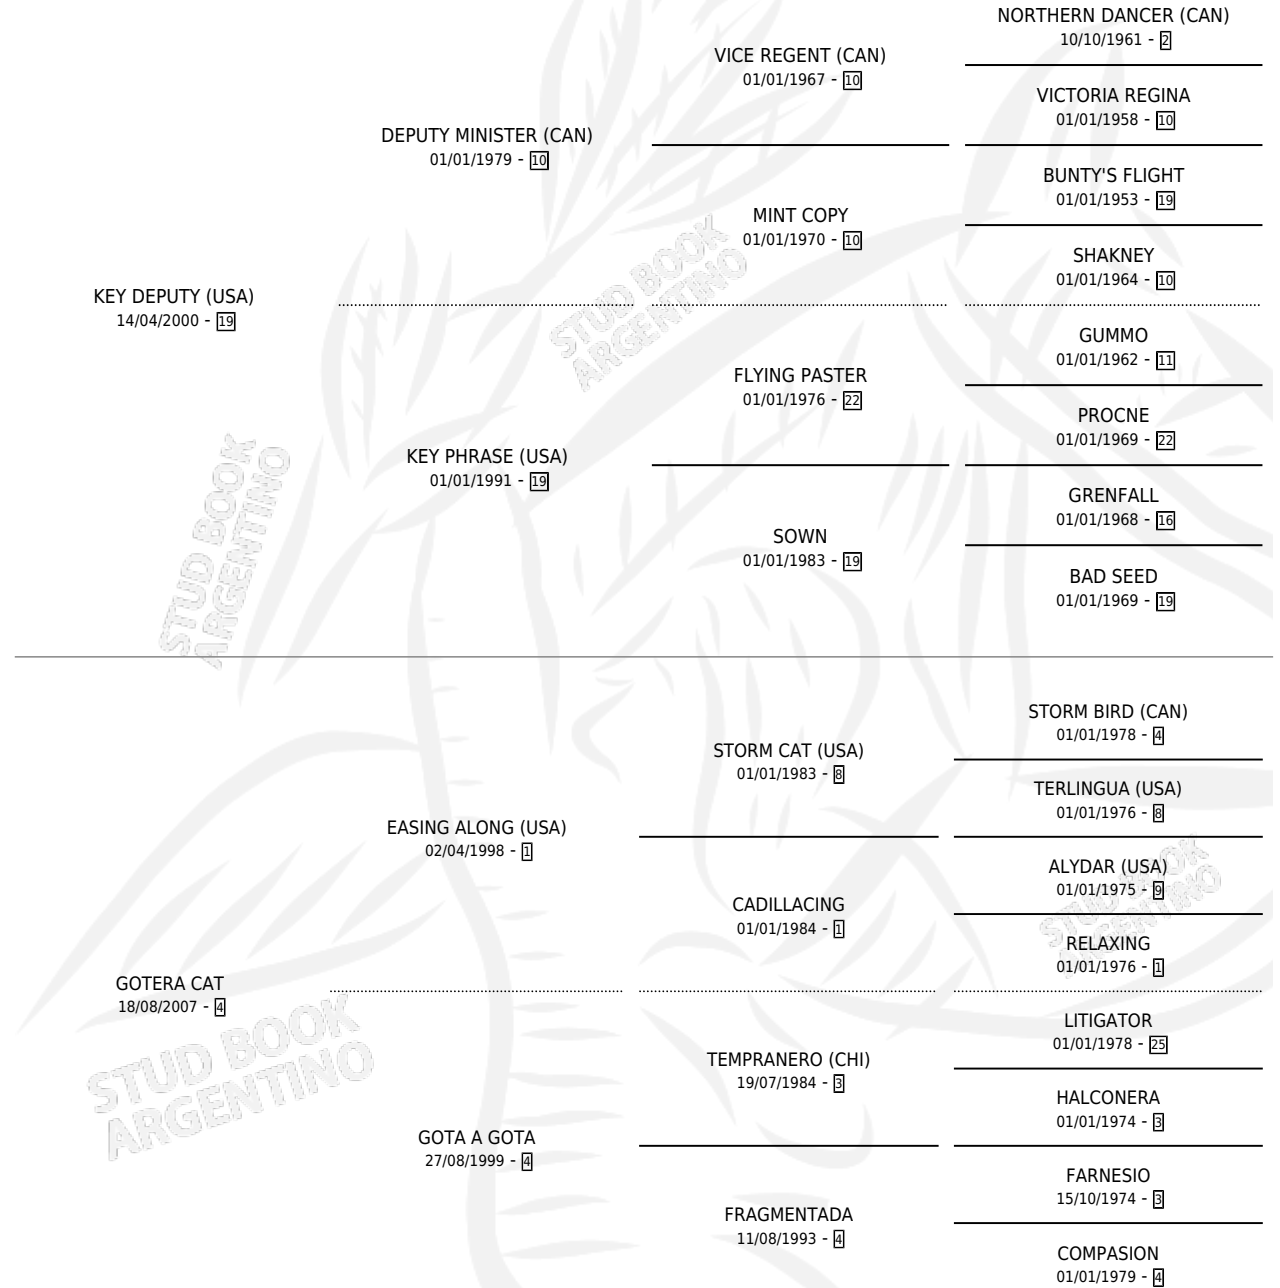 NORTHERN DANCER (CAN)
10/10/1961 - 2
VICE REGENT (CAN)
01/01/1967 - 10
VICTORIA REGINA
01/01/1958 - 10
DEPUTY MINISTER (CAN)
01/01/1979 - 10
BUNTY'S FLIGHT
01/01/1953 - 19
MINT COPY
01/01/1970 - 10
SHAKNEY
01/01/1964 - 10
KEY DEPUTY (USA)
14/04/2000 - 19
GUMMO
01/01/1962 - 11
FLYING PASTER
01/01/1976 - 22
PROCNE
01/01/1969 - 22
KEY PHRASE (USA)
01/01/1991 - 19
GRENFALL
01/01/1968 - 16
SOWN
01/01/1983 - 19
BAD SEED
01/01/1969 - 19
STUD BOOK
ARGENTINO
STUD BOOK
ARGENTINO
STORM BIRD (CAN)
01/01/1978 - 4
STORM CAT (USA)
01/01/1983 - 8
TERLINGUA (USA)
01/01/1976 - 8
EASING ALONG (USA)
02/04/1998 - 1
ALYDAR (USA)
01/01/1975 - 9
CADILLACING
01/01/1984 - 1
RELAXING
01/01/1976 - 1
GOTERA CAT
18/08/2007 - 4
LITIGATOR
01/01/1978 - 25
TEMPRANERO (CHI)
19/07/1984 - 3
HALCONERA
01/01/1974 - 3
GOTA A GOTA
27/08/1999 - 4
FARNESIO
15/10/1974 - 3
FRAGMENTADA
11/08/1993 - 4
COMPASION
01/01/1979 - 4
STUD BOOK
ARGENTINO
STUD BOOK
ARGENTINO